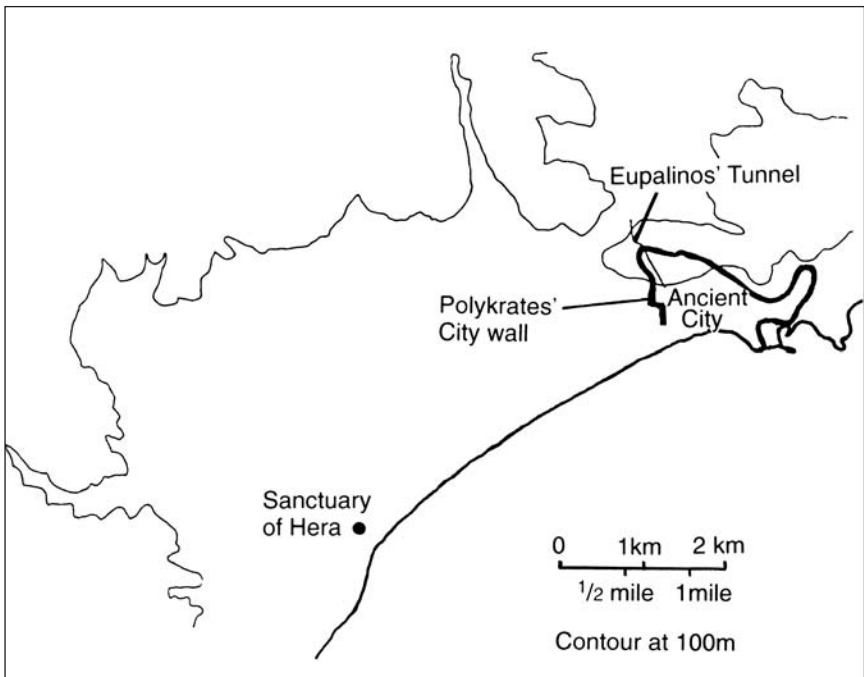 Eupalinos' Tunnel
Polykrates'
City wall
Ancient
City
Sanctuary
of Hera
0 1km 2 km
1/2 mile 1mile
Contour at 100m